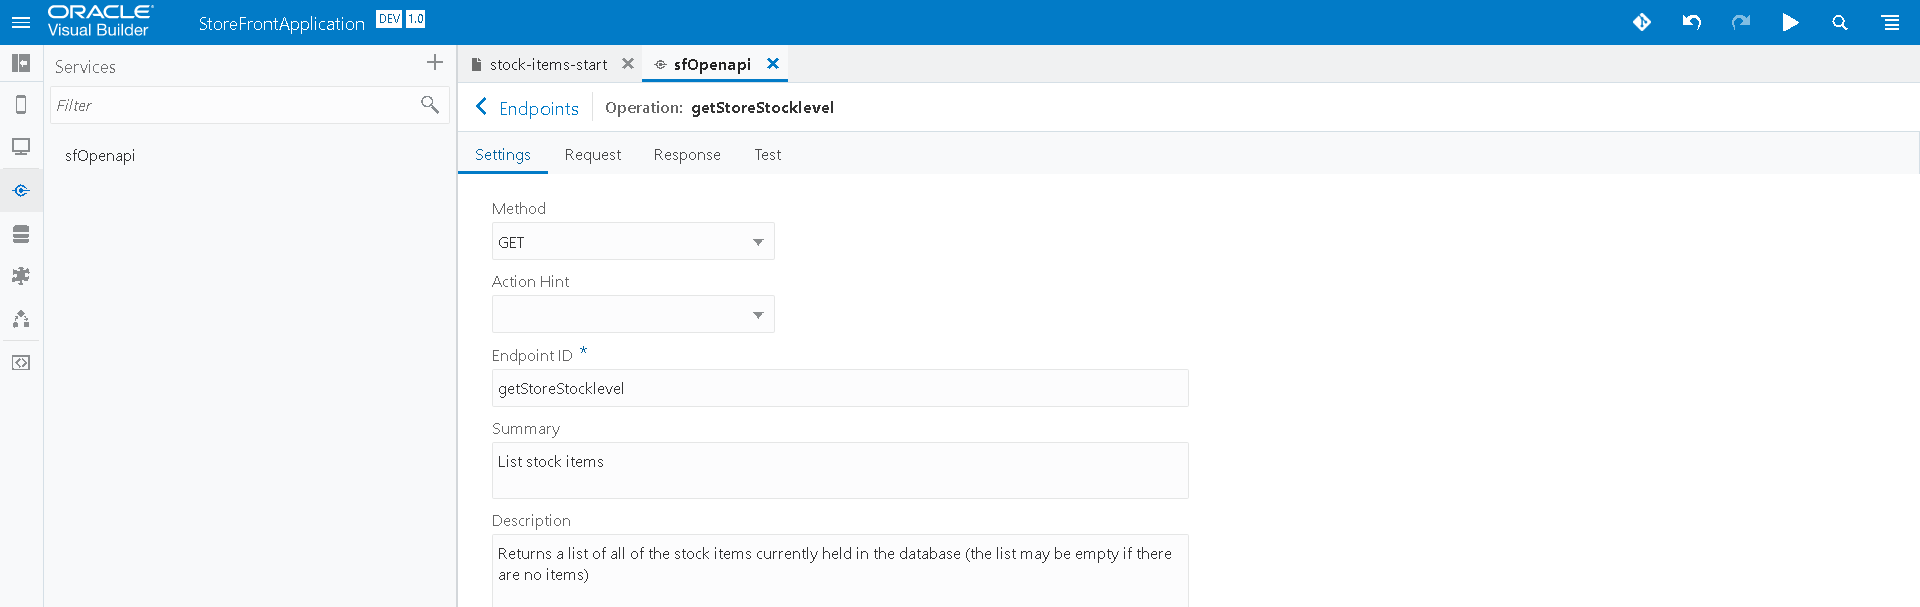 ORACLE
Visual Builder
StoreFrontApplication
DEV 1.0
Services
Filter
sfOpenapi
stock-items-start
sfOpenapi
Endpoints
Operation: getStoreStocklevel
Settings
Request
Response
Test
Method
GET
Action Hint
Endpoint ID *
getStoreStocklevel
Summary
List stock items
Description
Returns a list of all of the stock items currently held in the database (the list may be empty if there
are no items)